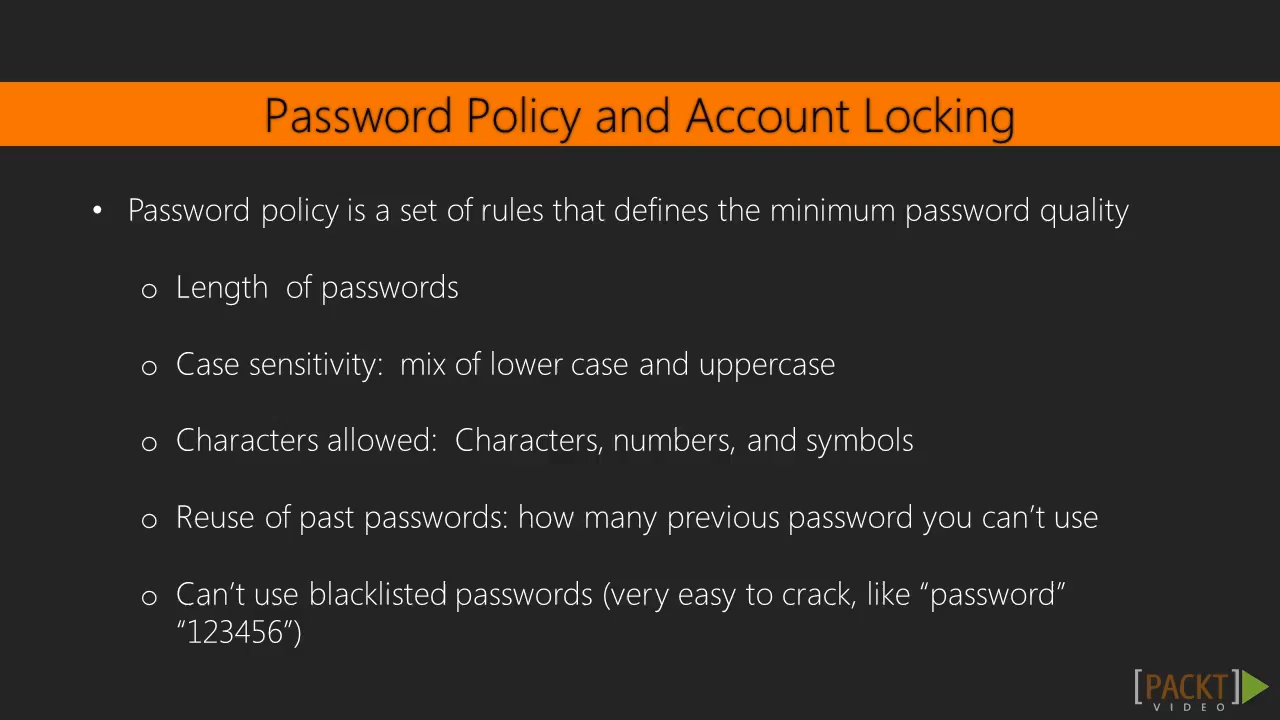 Password Policy and Account Locking
• Password policy is a set of rules that defines the minimum password quality
o Length of passwords
o Case sensitivity: mix of lower case and uppercase
o Characters allowed: Characters, numbers, and symbols
o Reuse of past passwords: how many previous password you can’t use
o Can’t use blacklisted passwords (very easy to crack, like “password”
“123456”)
[PACKT]
VIDEO